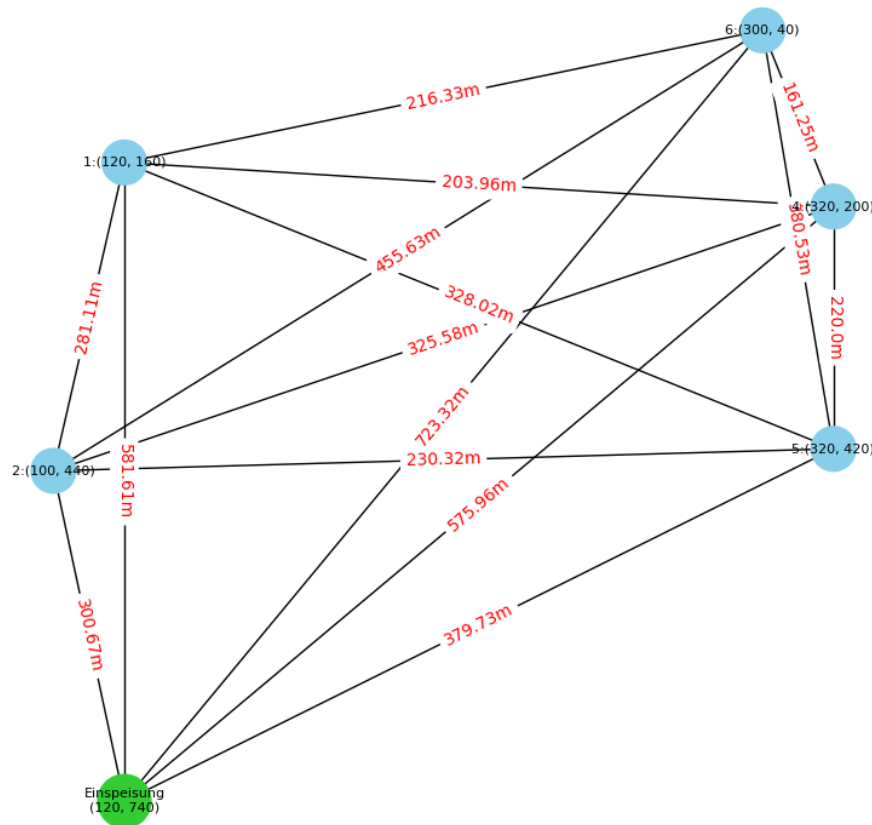 6:(300, 40)
216.33m
161.25m
1:(120, 160)
203.96m
4:(320, 200)
380.53m
455.63m
328.02m
281.11m
325.58m
220.0m
723.32m
2:(100, 440)
581.61m
230.32m
5:(320, 420)
575.96m
300.67m
379.73m
Einspeisung
(120, 740)